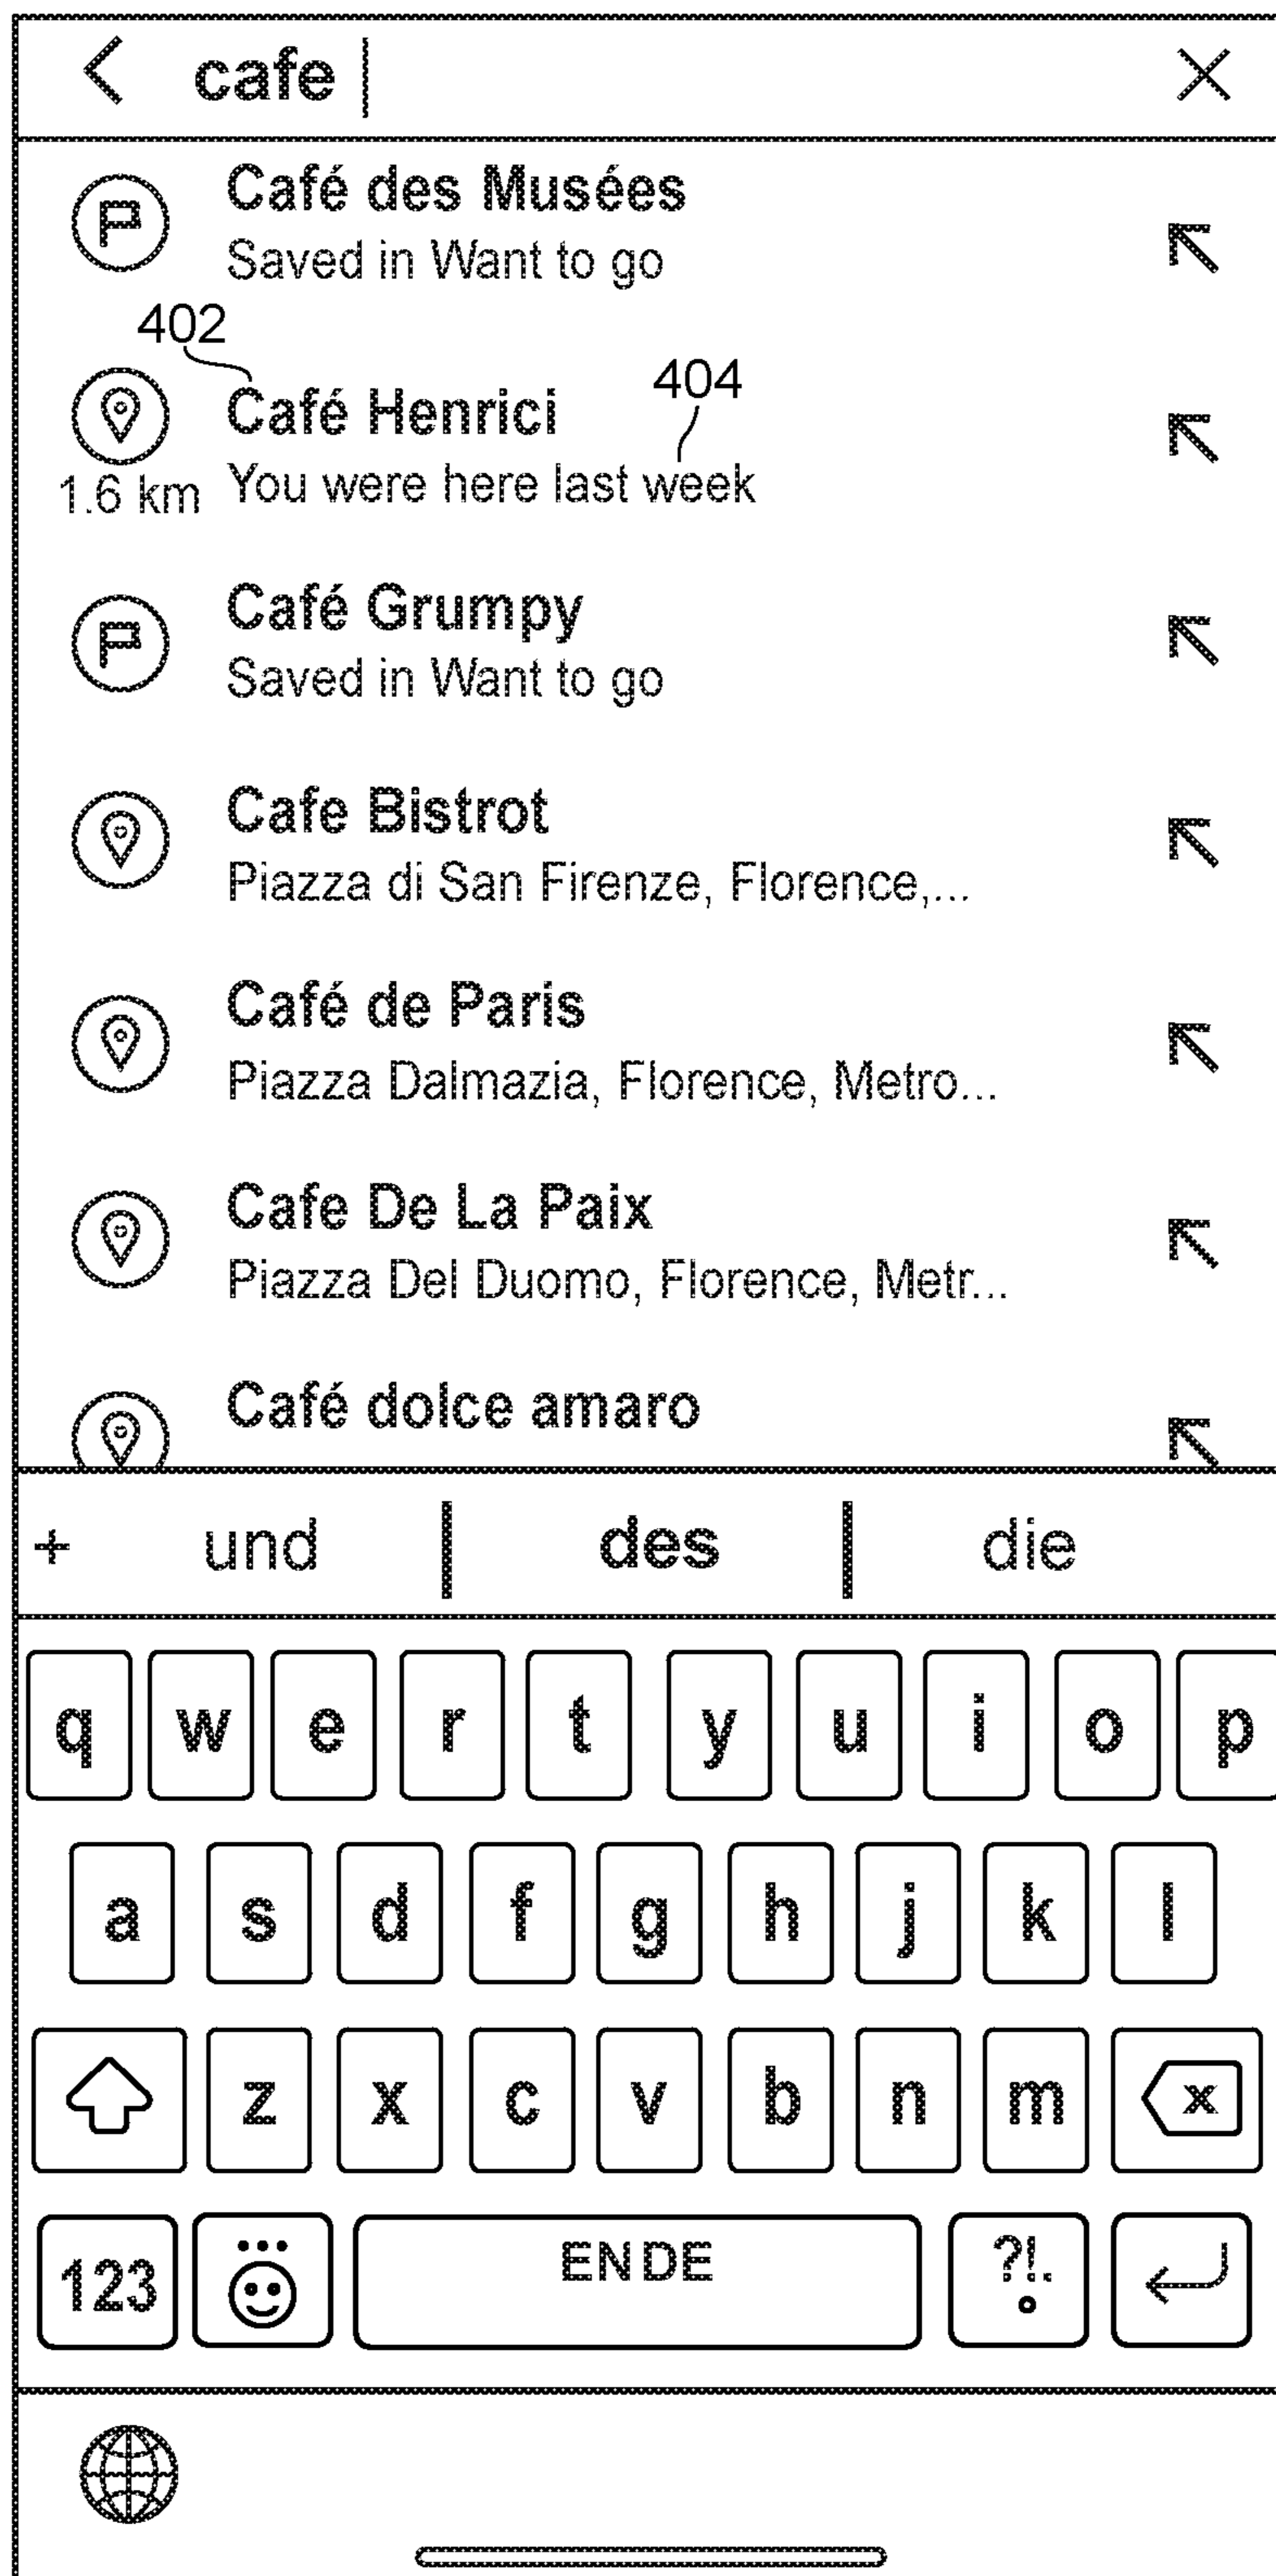 cafe
Café des Musées
Saved in Want to go
402
Café Henrici
404
1.6 km
You were here last week
Café Grumpy
Saved in Want to go
Cafe Bistrot
Piazza di San Firenze, Florence,...
Café de Paris
Piazza Dalmazia, Florence, Metro...
Cafe De La Paix
Piazza Del Duomo, Florence, Metr...
Café dolce amaro
+ und | des | die
q w e r t y u i o p
a s d f g h j k l
z x c v b n m x
123 ENDE ?!.